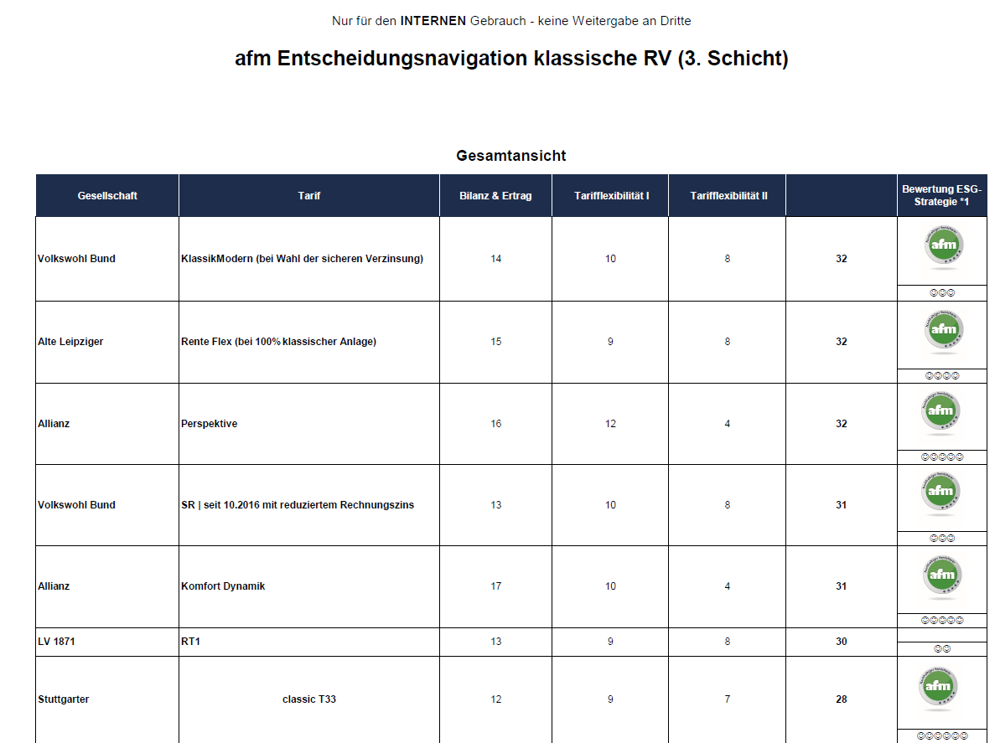 Nur für den INTERNEN Gebrauch - keine Weitergabe an Dritte
afm Entscheidungsnavigation klassische RV (3. Schicht)
Gesamtansicht
Gesellschaft Tarif Bilanz & Ertrag Tarifflexibilität I Tarifflexibilität II Bewertung ESG-
Strategie *1
Volkswohl Bund KlassikModern (bei Wahl der sicheren Verzinsung) 14 10 8 32 afm
☺☺☺
Alte Leipziger Rente Flex (bei 100% klassischer Anlage) 15 9 8 32 afm
☺☺☺☺
Allianz Perspektive 16 12 4 32 afm
☺☺☺☺☺
Volkswohl Bund SR | seit 10.2016 mit reduziertem Rechnungszins 13 10 8 31 afm
☺☺☺
Allianz Komfort Dynamik 17 10 4 31 afm
☺☺☺☺☺
LV 1871 RT1 13 9 8 30
☺☺
Stuttgarter classic T33 12 9 7 28 afm
☺☺☺☺☺☺